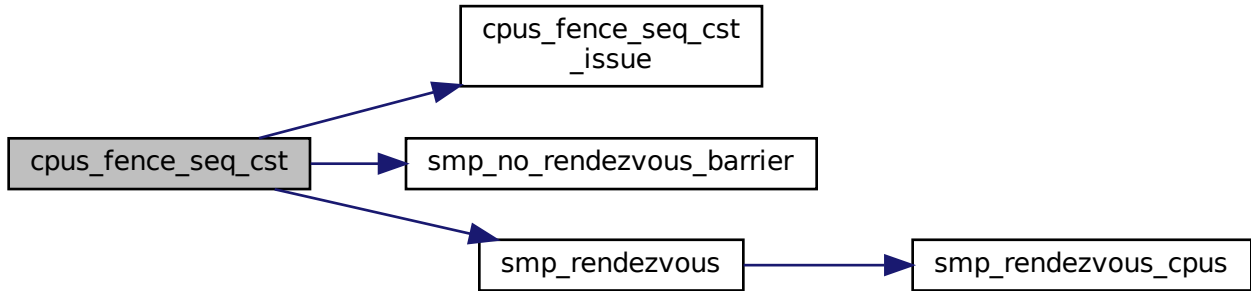 cpus_fence_seq_cst
_issue
cpus_fence_seq_cst
smp_no_rendezvous_barrier
smp_rendezvous
smp_rendezvous_cpus